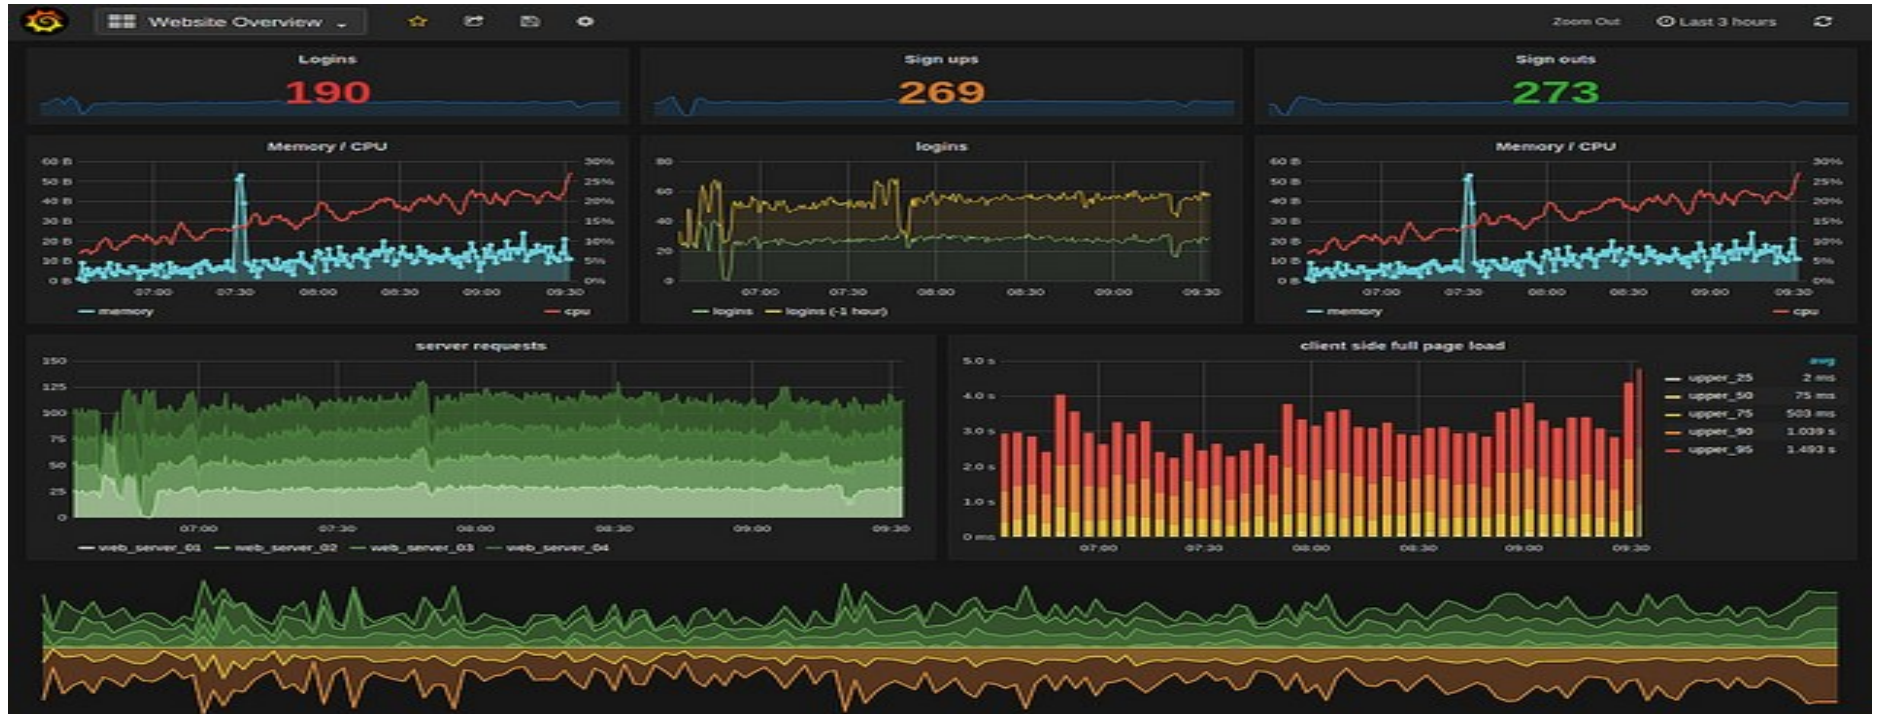 Website Overview
Zoom Out Last 3 hours
Logins
190
Sign ups
269
Sign outs
273
Memory / CPU
60 B
50 B
40 B
30 B
20 B
10 B
0 B
30%
25%
20%
15%
10%
5%
0%
07:00 07:30 08:00 08:30 09:00 09:30
memory cpu
logins
80
60
40
20
0
07:00 07:30 08:00 08:30 09:00 09:30
logins logins (-1 hour)
Memory / CPU
60 B
50 B
40 B
30 B
20 B
10 B
0 B
30%
25%
20%
15%
10%
5%
0%
07:00 07:30 08:00 08:30 09:00 09:30
memory cpu
server requests
150
125
100
75
50
25
0
07:00 07:30 08:00 08:30 09:00 09:30
web_server_01 web_server_02 web_server_03 web_server_04
client side full page load
5.0 s
4.0 s
3.0 s
2.0 s
1.0 s
0 ms
07:00 07:30 08:00 08:30 09:00 09:30
avg
upper_25 2 ms
upper_50 75 ms
upper_75 503 ms
upper_90 1.039 s
upper_95 1.493 s